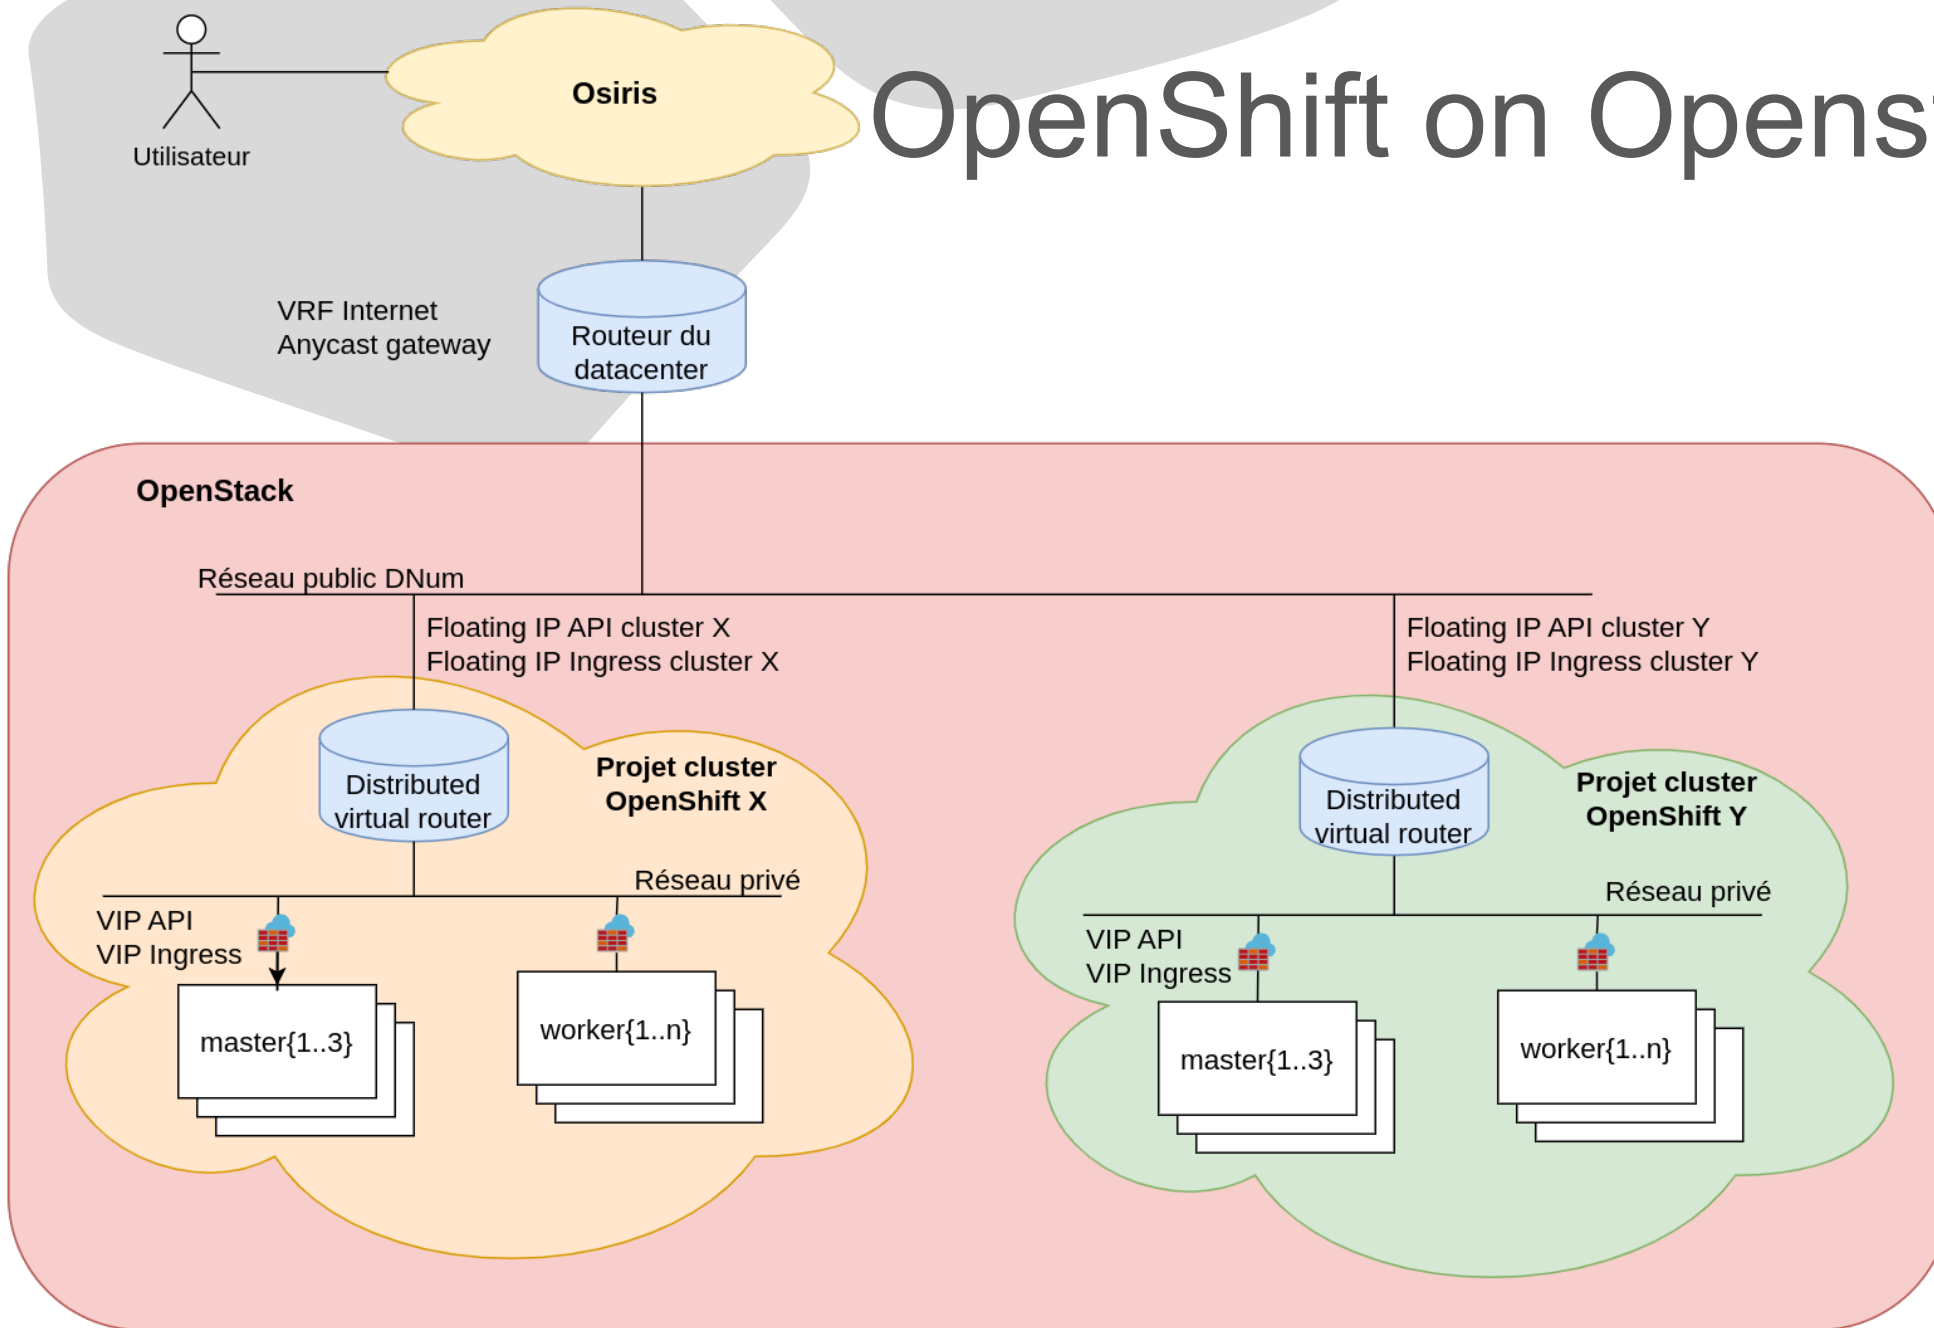 OpenShift on Openst
Osiris
Utilisateur
VRF Internet
Anycast gateway
Routeur du
datacenter
OpenStack
Réseau public DNum
Floating IP API cluster X
Floating IP Ingress cluster X
Floating IP API cluster Y
Floating IP Ingress cluster Y
Distributed
virtual router
Projet cluster
OpenShift X
Réseau privé
VIP API
VIP Ingress
master{1..3}
worker{1..n}
Distributed
virtual router
Projet cluster
OpenShift Y
Réseau privé
VIP API
VIP Ingress
master{1..3}
worker{1..n}